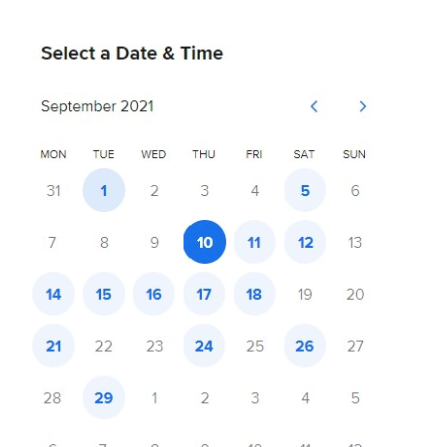 Select a Date & Time
September 2021
MON TUE WED THU FRI SAT SUN
31 1 2 3 4 5 6
7 8 9 10 11 12 13
14 15 16 17 18 19 20
21 22 23 24 25 26 27
28 29 1 2 3 4 5